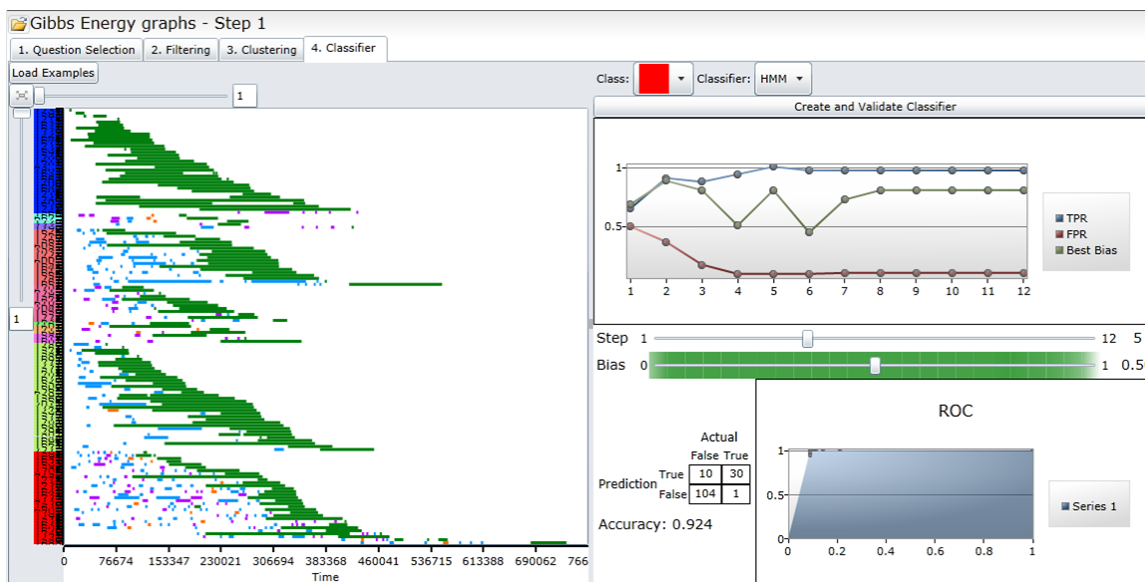 Gibbs Energy graphs - Step 1
1. Question Selection 2. Filtering 3. Clustering 4. Classifier
Load Examples
1
1
0 76674 153347 230021 306694 383368 460041 536715 613388 690062 766
Time
Class: Classifier: HMM
Create and Validate Classifier
1
0.5
1 2 3 4 5 6 7 8 9 10 11 12
TPR
FPR
Best Bias
Step 1 12 5
Bias 0 1 0.50
Actual
False True
Prediction
True 10 30
False 104 1
Accuracy: 0.924
ROC
1
0.5
0
0 0.2 0.4 0.6 0.8 1
Series 1